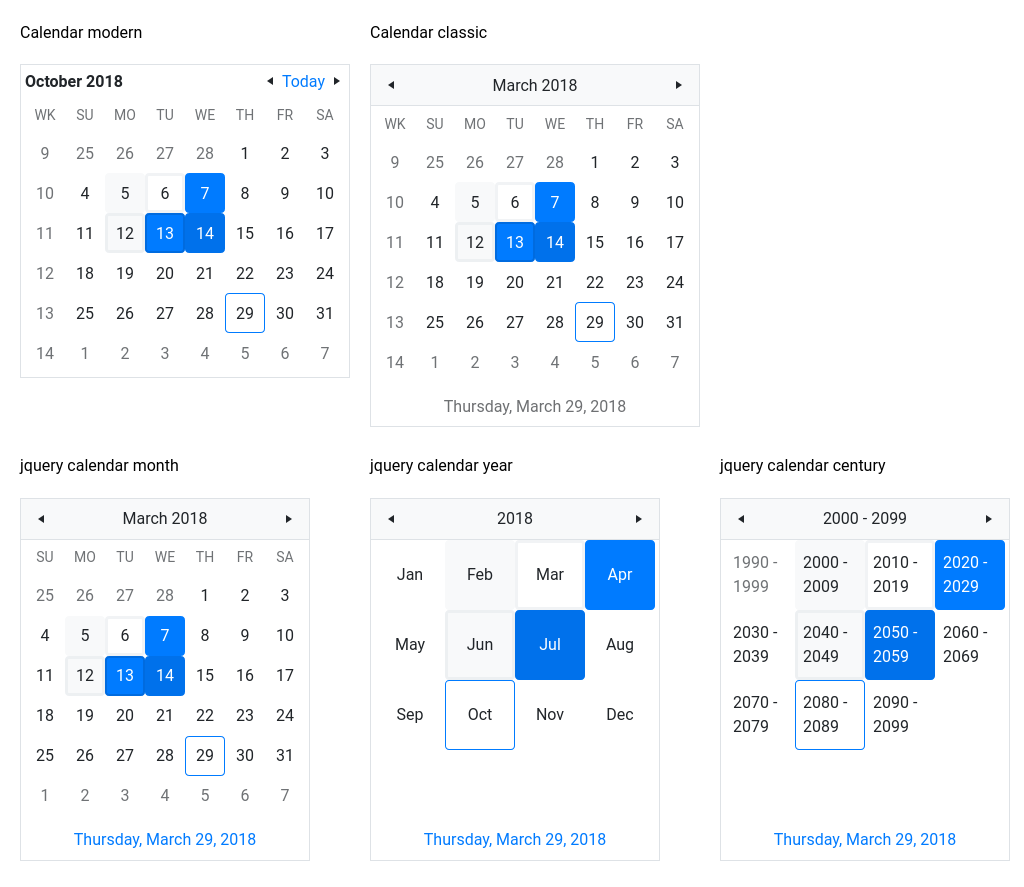 Calendar modern
October 2018 Today
WK SU MO TU WE TH FR SA
9 25 26 27 28 1 2 3
10 4 5 6 7 8 9 10
11 11 12 13 14 15 16 17
12 18 19 20 21 22 23 24
13 25 26 27 28 29 30 31
14 1 2 3 4 5 6 7
Calendar classic
March 2018
WK SU MO TU WE TH FR SA
9 25 26 27 28 1 2 3
10 4 5 6 7 8 9 10
11 11 12 13 14 15 16 17
12 18 19 20 21 22 23 24
13 25 26 27 28 29 30 31
14 1 2 3 4 5 6 7
Thursday, March 29, 2018
jquery calendar month
March 2018
SU MO TU WE TH FR SA
25 26 27 28 1 2 3
4 5 6 7 8 9 10
11 12 13 14 15 16 17
18 19 20 21 22 23 24
25 26 27 28 29 30 31
1 2 3 4 5 6 7
Thursday, March 29, 2018
jquery calendar year
2018
Jan Feb Mar Apr
May Jun Jul Aug
Sep Oct Nov Dec
Thursday, March 29, 2018
jquery calendar century
2000 - 2099
1990 - 2000 - 2010 - 2020 -
1999 2009 2019 2029
2030 - 2040 - 2050 - 2060 -
2039 2049 2059 2069
2070 - 2080 - 2090 -
2079 2089 2099
Thursday, March 29, 2018